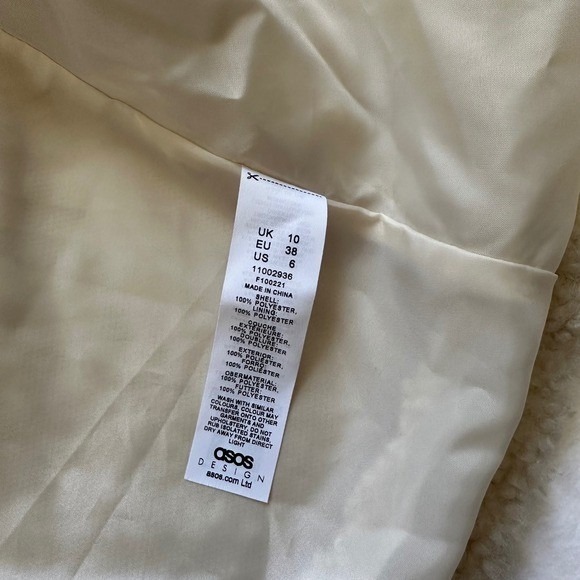 UK 10
EU 38
US 6
11002936
F100221
MADE IN CHINA
SHELL:
100% POLYESTER,
LINING:
100% POLYESTER
COUCHE
EXTÉRIEURE:
100% POLYESTER,
DOUBLURE:
100% POLYESTER
EXTERIOR:
100% POLIÉSTER
FORRO:
100% POLIÉSTER
OBERMATERIAL:
100% POLYESTER
FUTTER:
100% POLYESTER
WASH WITH SIMILAR
COLOURS, COLOUR MAY
TRANSFER ONTO OTHER
GARMENTS AND
UPHOLSTERY, DO NOT
RUB ISOLATED STAINS,
DRY AWAY FROM DIRECT
LIGHT
asos
DESIGN
asos.com Ltd